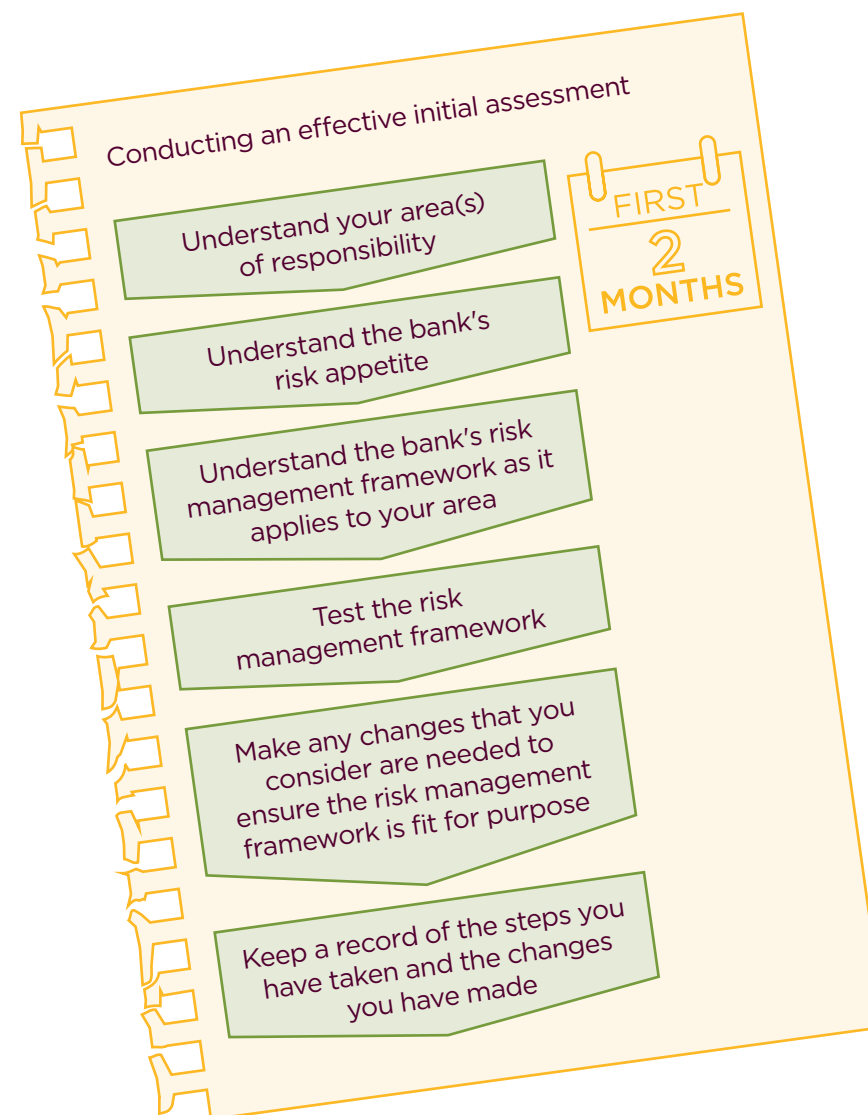 Conducting an effective initial assessment
FIRST
2
MONTHS
Understand your area(s)
of responsibility
Understand the bank's
risk appetite
Understand the bank's risk
management framework as it
applies to your area
Test the risk
management framework
Make any changes that you
consider are needed to
ensure the risk management
framework is fit for purpose
Keep a record of the steps you
have taken and the changes
you have made